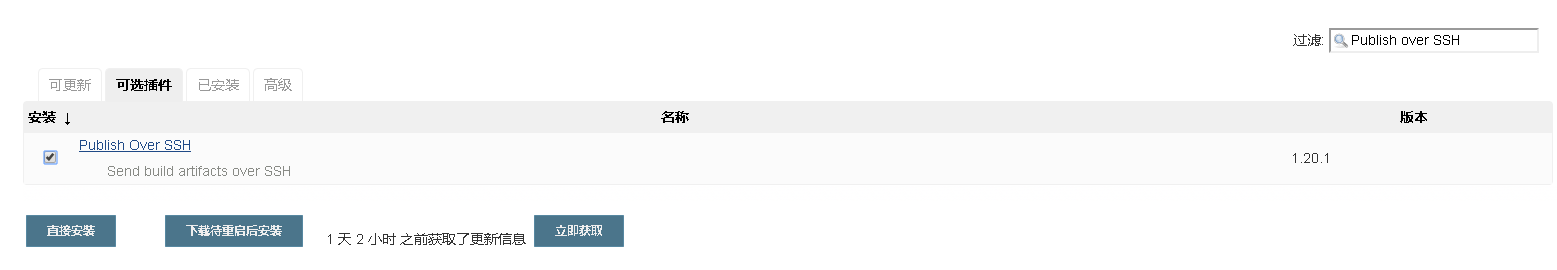 过滤: Publish over SSH
可更新 可选插件 已安装 高级
安装 ↓ 名称 版本
Publish Over SSH
Send build artifacts over SSH
1.20.1
直接安装 下载待重启后安装 1 天 2 小时 之前获取了更新信息 立即获取